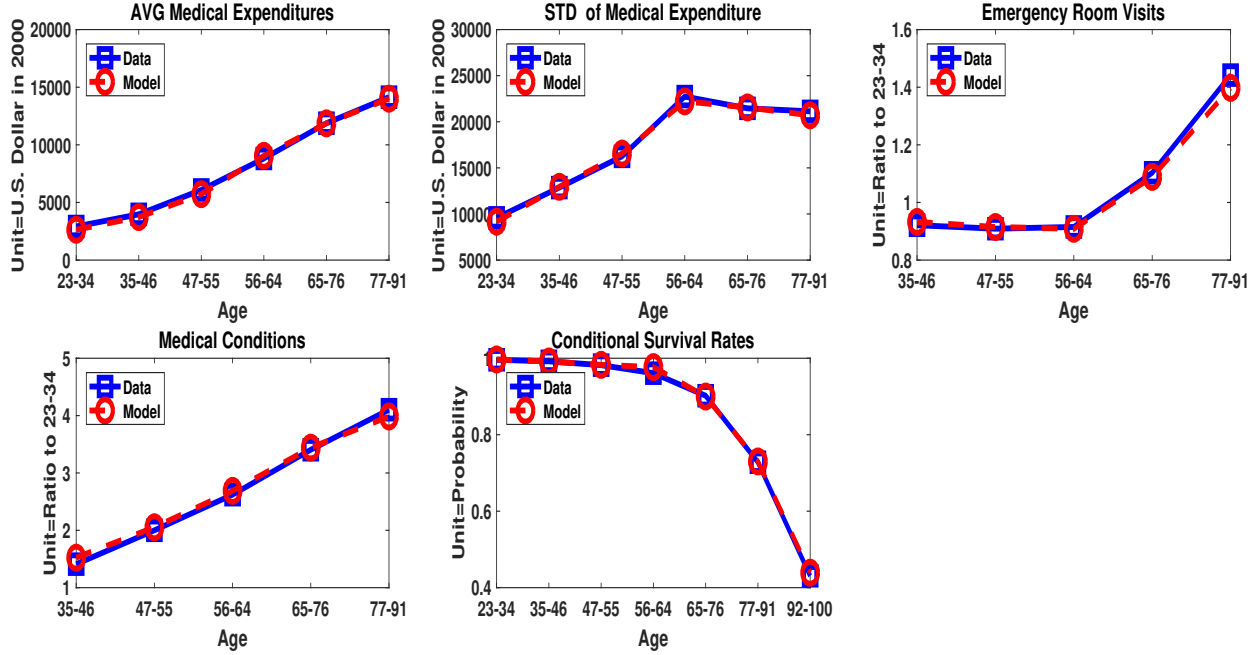 AVG Medical Expenditures
Unit=U.S. Dollar in 2000
20000
15000
10000
5000
0
Data
Model
23-34 35-46 47-55 56-64 65-76 77-91
Age
STD of Medical Expenditure
Unit=U.S. Dollar in 2000
30000
25000
20000
15000
10000
5000
Data
Model
23-34 35-46 47-55 56-64 65-76 77-91
Age
Emergency Room Visits
Unit=Ratio to 23-34
1.6
1.4
1.2
1
0.8
Data
Model
35-46 47-55 56-64 65-76 77-91
Age
Medical Conditions
Unit=Ratio to 23-34
5
4
3
2
1
Data
Model
35-46 47-55 56-64 65-76 77-91
Age
Conditional Survival Rates
Unit=Probability
1
0.8
0.6
0.4
Data
Model
23-34 35-46 47-55 56-64 65-76 77-91 92-100
Age